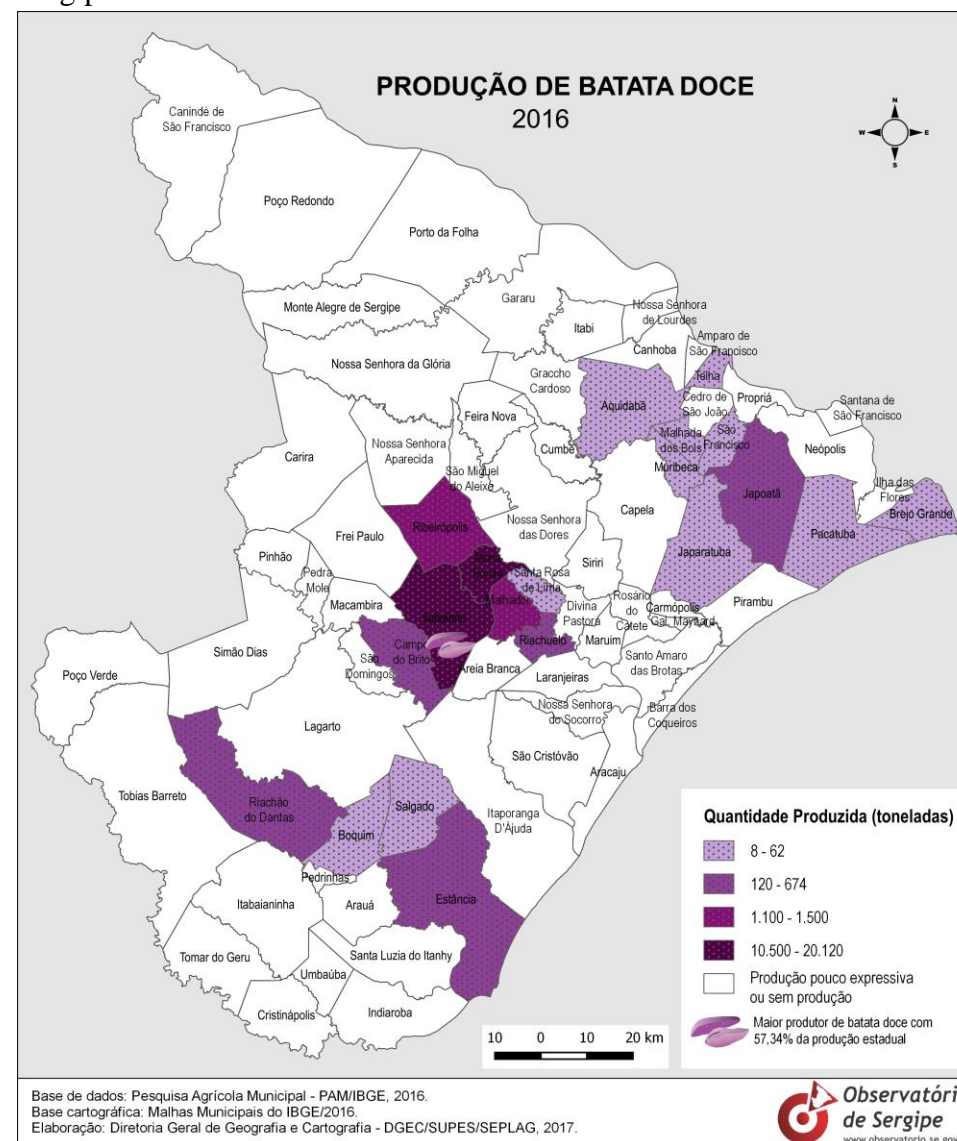 PRODUÇÃO DE BATATA DOCE
2016
N
W
E
S
Canindé de
São Francisco
Poço Redondo
Porto da Folha
Gararu
Nossa Senhora
de Lourdes
Monte Alegre de Sergipe
Itabi
Amparo de
São Francisco
Canhoba
Nossa Senhora da Glória
Graccho
Cardoso
Telha
Aquidabã
Cedro de
São João
Propriá
Santana de
São Francisco
Feira Nova
Malhada
dos Bois
São
Francisco
Nossa Senhora
Aparecida
Cumbe
Neópolis
Carira
São Miguel
do Aleixo
Muribeca
Ilha das
Flores
Japoatã
Capela
Brejo Grande
Ribeirópolis
Nossa Senhora
das Dores
Pacatuba
Frei Paulo
Japaratuba
Pinhão
Siriri
Pedra
Mole
Santa Rosa
de Lima
Malhador
Macambira
Rosário
do
Catete
Carmópolis
Pirambu
Divina
Pastora
Gal. Maynard
Itabaiana
Riachuelo
Maruim
Campo
do Brito
Simão Dias
São
Domingos
Areia Branca
Santo Amaro
das Brotas
Poço Verde
Laranjeiras
Nossa Senhora
do Socorro
Barra dos
Coqueiros
Lagarto
São Cristóvão
Aracaju
Tobias Barreto
Riachão
do Dantas
Salgado
Itaporanga
D'Ájuda
Boquim
Pedrinhas
Itabaianinha
Arauá
Estância
Tomar do Geru
Santa Luzia do Itanhy
Umbaúba
Cristinápolis
Indiaroba
Quantidade Produzida (toneladas)
8 - 62
120 - 674
1.100 - 1.500
10.500 - 20.120
Produção pouco expressiva
ou sem produção
Maior produtor de batata doce com
57,34% da produção estadual
10 0 10 20 km
Base de dados: Pesquisa Agrícola Municipal - PAM/IBGE, 2016.
Base cartográfica: Malhas Municipais do IBGE/2016.
Elaboração: Diretoria Geral de Geografia e Cartografia - DGEC/SUPES/SEPLAG, 2017.
Observatóri
de Sergipe